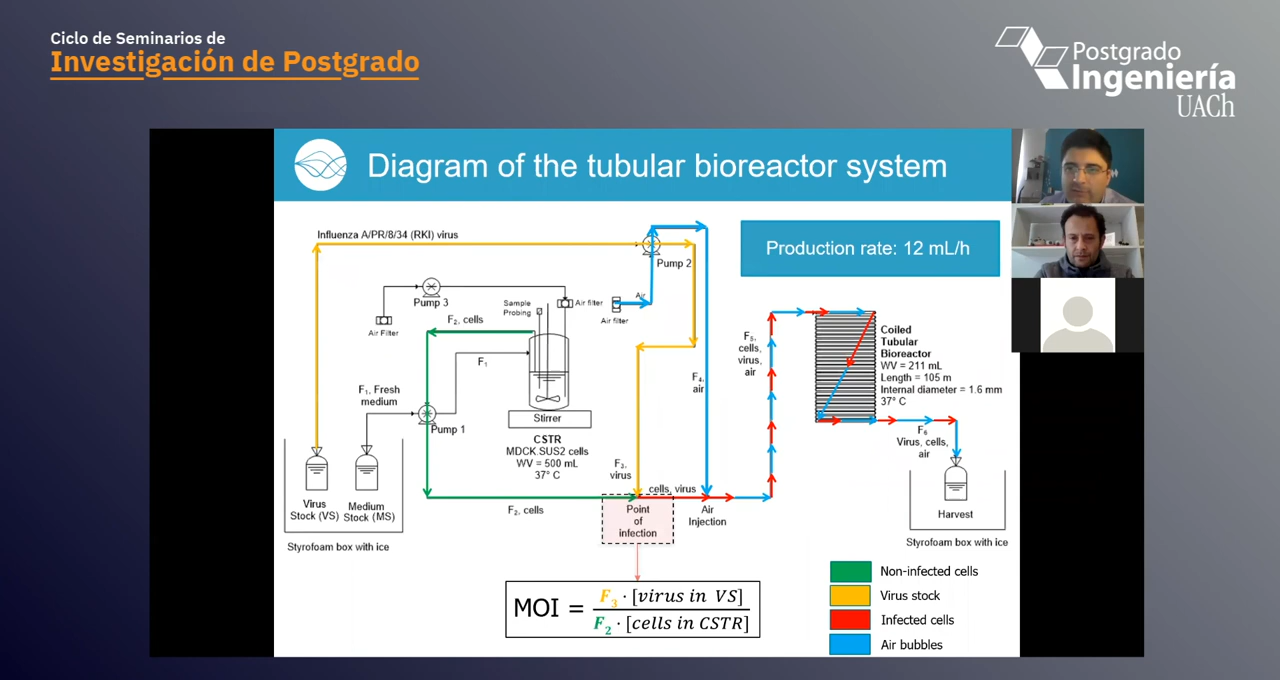 Ciclo de Seminarios de
Investigación de Postgrado
Postgrado
Ingeniería
UACh
Diagram of the tubular bioreactor system
Influenza A/PR/8/34 (RKI) virus
Production rate: 12 mL/h
Pump 2
Pump 3
Air Filter
Sample
Probing
Air filter
Air
Air filter
F2, cells
F1
F1, Fresh
medium
Pump 1
Stirrer
CSTR
MDCK.SUS2 cells
WV = 500 mL
37° C
F4,
air
F5,
cells,
virus,
air
Coiled
Tubular
Bioreactor
WV = 211 mL
Length = 105 m
Internal diameter = 1.6 mm
37° C
F6
Virus, cells,
air
Harvest
Styrofoam box with ice
Virus
Stock (VS)
Medium
Stock (MS)
Styrofoam box with ice
F2, cells
F3,
virus
cells, virus
Point
of
infection
Air
Injection
MOI = F3 · [virus in VS]
F2 · [cells in CSTR]
Non-infected cells
Virus stock
Infected cells
Air bubbles